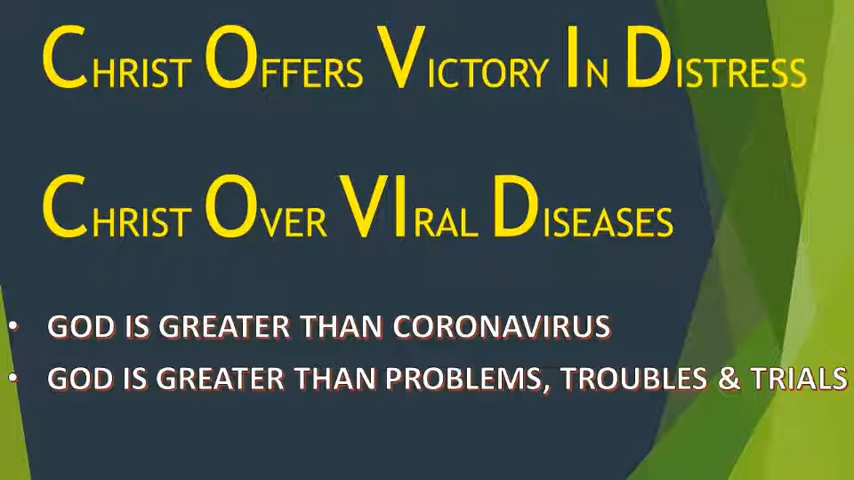 CHRIST OFFERS VICTORY IN DISTRESS
CHRIST OVER VIRAL DISEASES
• GOD IS GREATER THAN CORONAVIRUS
• GOD IS GREATER THAN PROBLEMS, TROUBLES & TRIALS